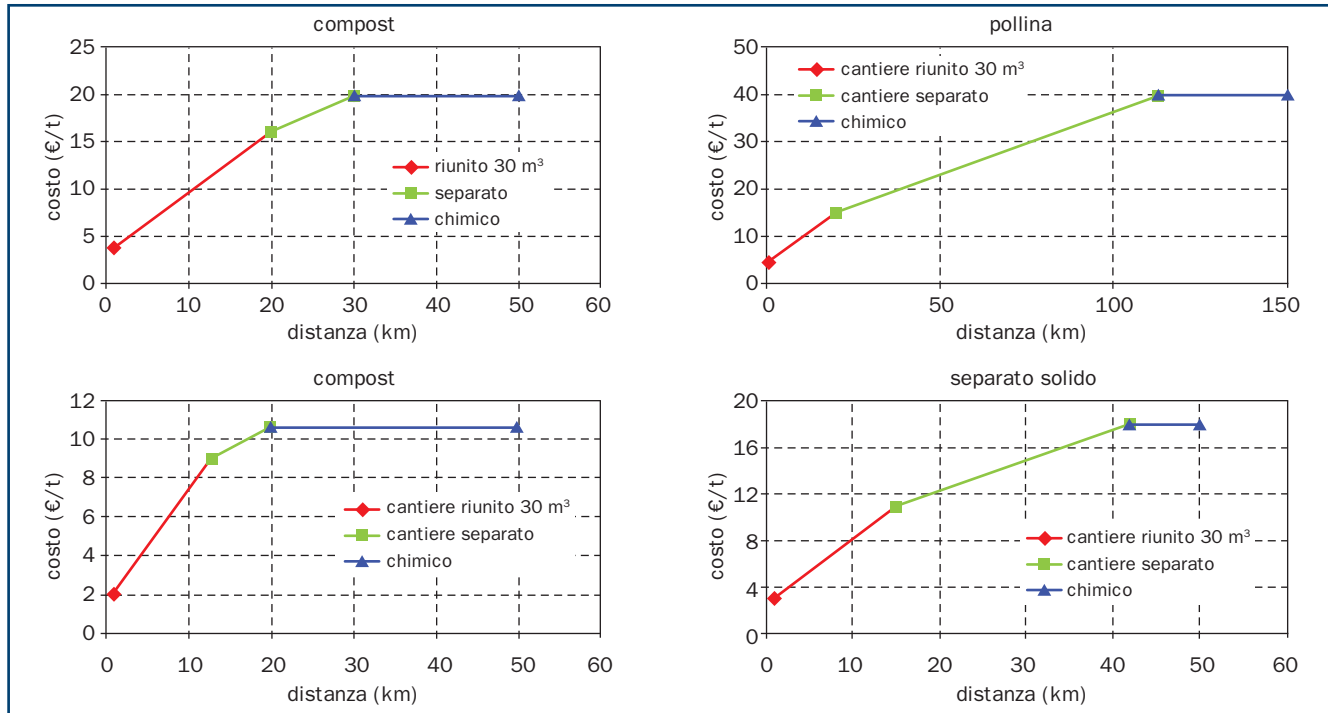 compost
25
20
15
10
5
0
costo (€/t)
riunito 30 m³
separato
chimico
0 10 20 30 40 50 60
distanza (km)
pollina
50
40
30
20
10
0
costo (€/t)
cantiere riunito 30 m³
cantiere separato
chimico
0 50 100 150
distanza (km)
compost
12
10
8
6
4
2
0
costo (€/t)
cantiere riunito 30 m³
cantiere separato
chimico
0 10 20 30 40 50 60
distanza (km)
separato solido
20
16
12
8
4
0
costo (€/t)
cantiere riunito 30 m³
cantiere separato
chimico
0 10 20 30 40 50 60
distanza (km)